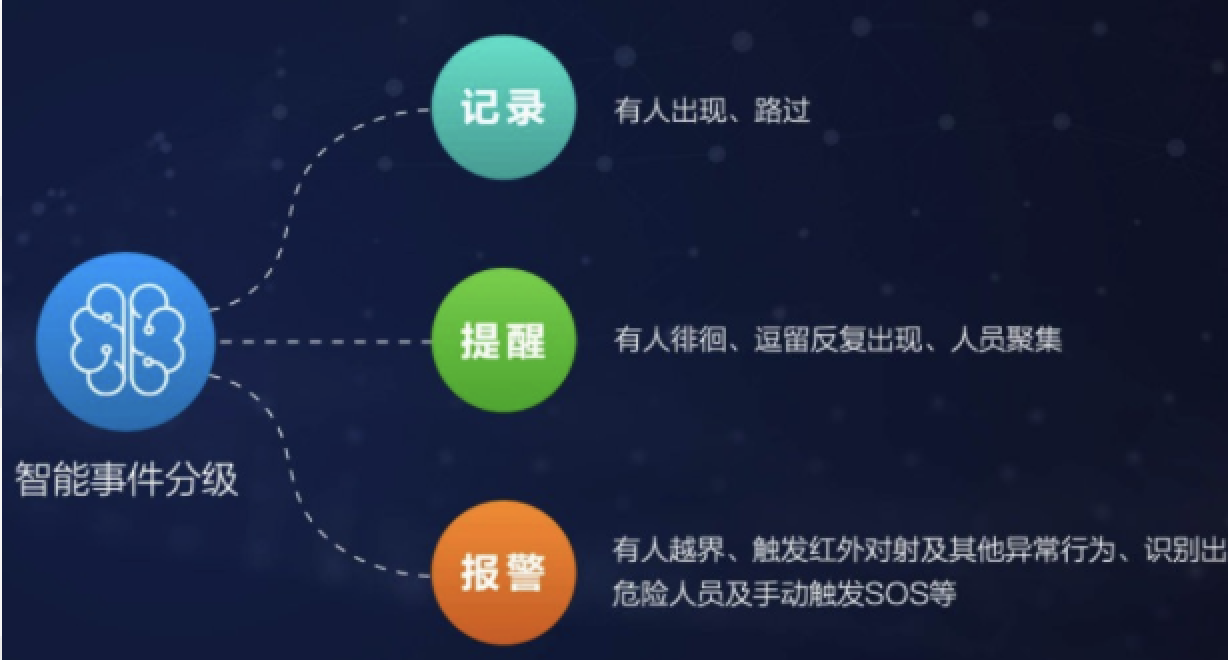 记录
有人出现、路过
提醒
有人徘徊、逗留反复出现、人员聚集
智能事件分级
报警
有人越界、触发红外对射及其他异常行为、识别出
危险人员及手动触发SOS等